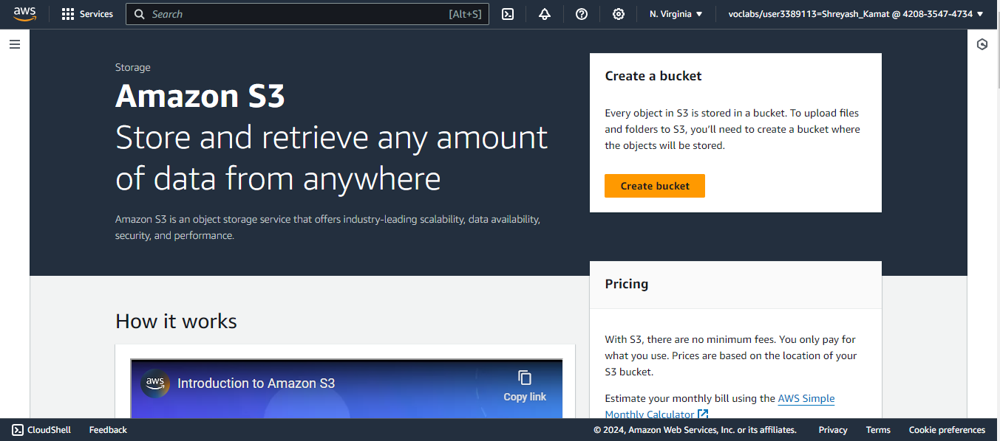 aws
Services
Search
[Alt+S]
N. Virginia
voclabs/user3389113=Shreyash_Kamat @ 4208-3547-4734
Storage
Amazon S3
Store and retrieve any amount
of data from anywhere
Amazon S3 is an object storage service that offers industry-leading scalability, data availability,
security, and performance.
Create a bucket
Every object in S3 is stored in a bucket. To upload files
and folders to S3, you’ll need to create a bucket where
the objects will be stored.
Create bucket
How it works
aws
Introduction to Amazon S3
Copy link
Pricing
With S3, there are no minimum fees. You only pay for
what you use. Prices are based on the location of your
S3 bucket.
Estimate your monthly bill using the AWS Simple
Monthly Calculator
CloudShell
Feedback
© 2024, Amazon Web Services, Inc. or its affiliates.
Privacy
Terms
Cookie preferences